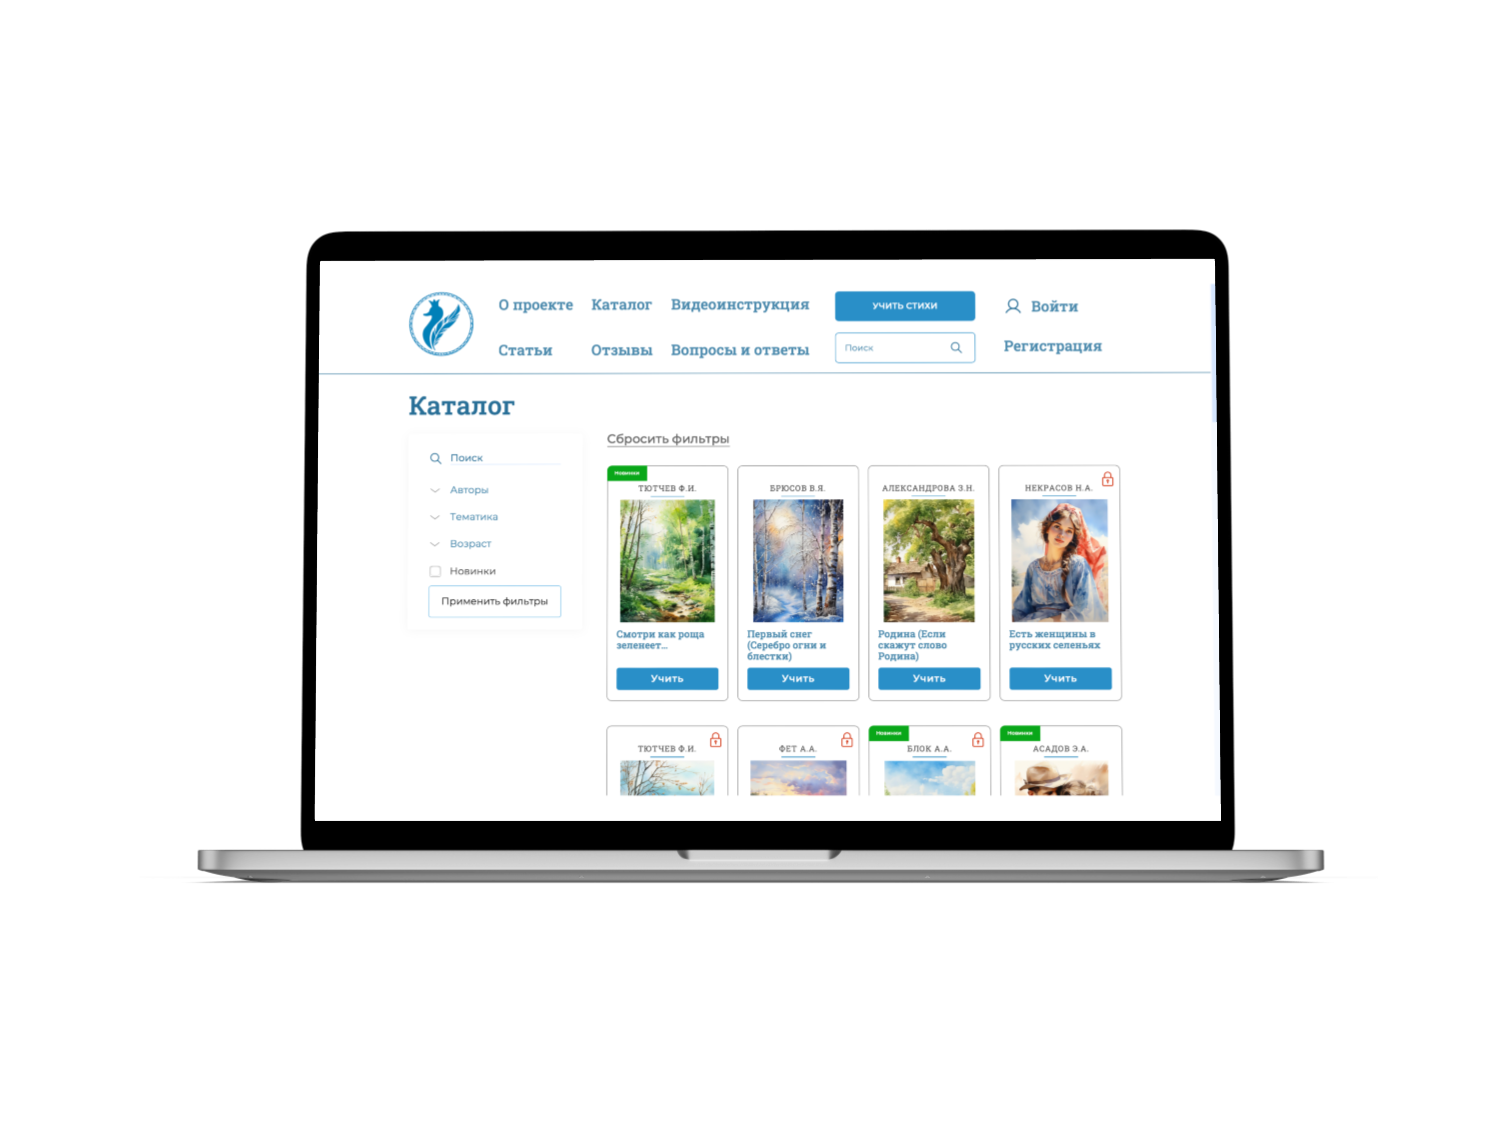 О проекте Каталог Видеоинструкция УЧИТЬ СТИХИ Войти
Статьи Отзывы Вопросы и ответы Поиск Регистрация
Каталог
Сбросить фильтры
Поиск
Авторы
Тематика
Возраст
Новинки
Применить фильтры
Новинки
ТЮТЧЕВ Ф.И.
Смотри как роща
зеленеет...
Учить
БРЮСОВ В.Я.
Первый снег
(Серебро огни и
блестки)
Учить
АЛЕКСАНДРОВА З.Н.
Родина (Если
скажут слово
Родина)
Учить
НЕКРАСОВ Н.А.
Есть женщины в
русских селеньях
Учить
ТЮТЧЕВ Ф.И.
ФЕТ А.А.
Новинки
БЛОК А.А.
Новинки
АСАДОВ Э.А.